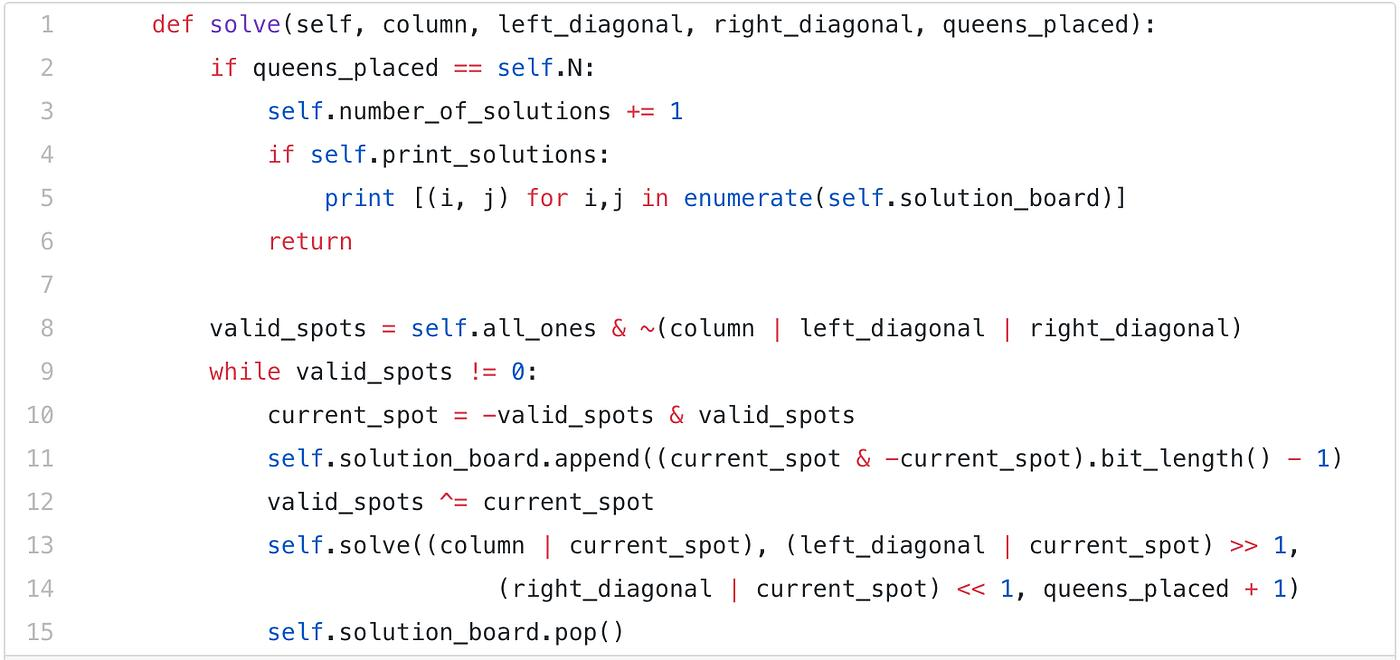 1 def solve(self, column, left_diagonal, right_diagonal, queens_placed):
2 if queens_placed == self.N:
3 self.number_of_solutions += 1
4 if self.print_solutions:
5 print [(i, j) for i,j in enumerate(self.solution_board)]
6 return
7
8 valid_spots = self.all_ones & ~(column | left_diagonal | right_diagonal)
9 while valid_spots != 0:
10 current_spot = -valid_spots & valid_spots
11 self.solution_board.append((current_spot & -current_spot).bit_length() - 1)
12 valid_spots ^= current_spot
13 self.solve((column | current_spot), (left_diagonal | current_spot) >> 1,
14 (right_diagonal | current_spot) << 1, queens_placed + 1)
15 self.solution_board.pop()